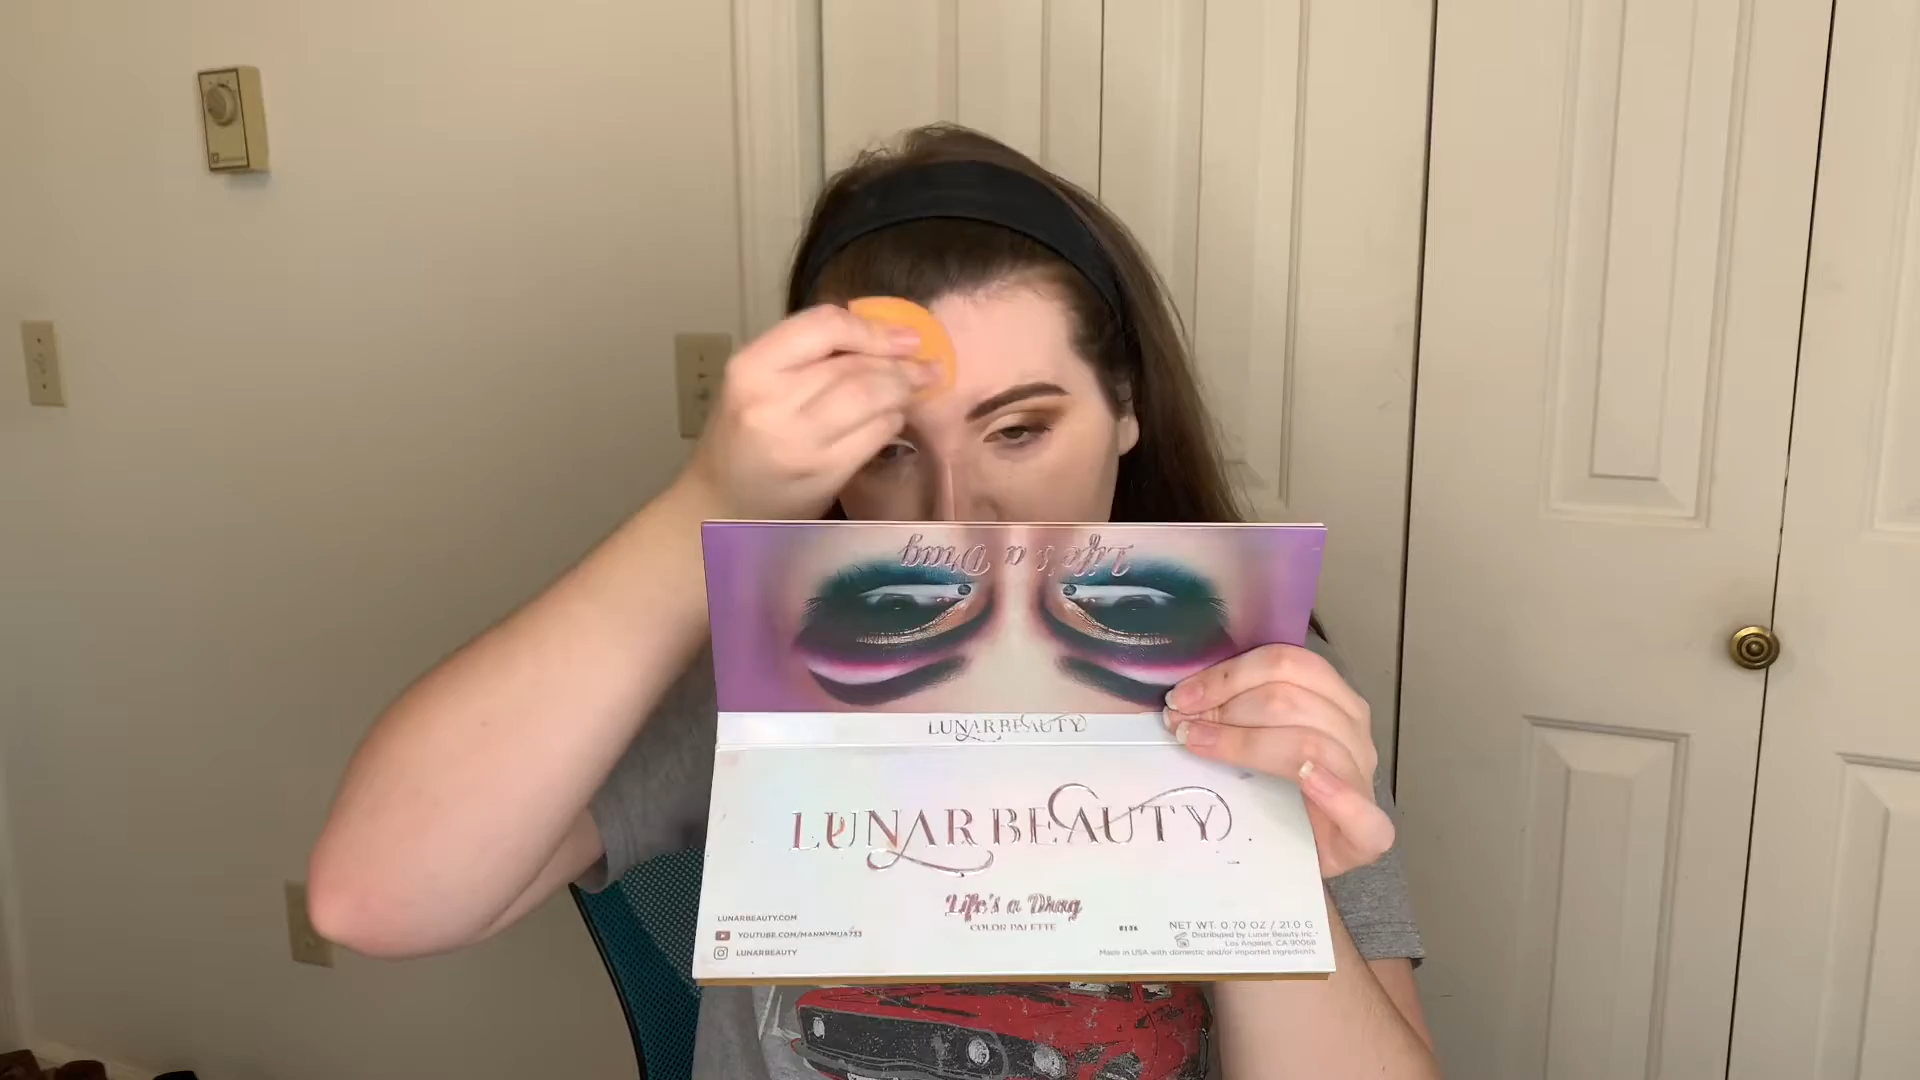 Life's a Drag
LUNAR BEAUTY
LUNAR BEAUTY
Life's a Drag
COLOR PALETTE
LUNARBEAUTY.COM
YOUTUBE.COM/MANNYMUA733
LUNARBEAUTY
NET WT. 0.70 OZ / 21.0 G
Distributed by Lunar Beauty Inc.
Los Angeles, CA 90068
Made in USA with domestic and/or imported ingredients.